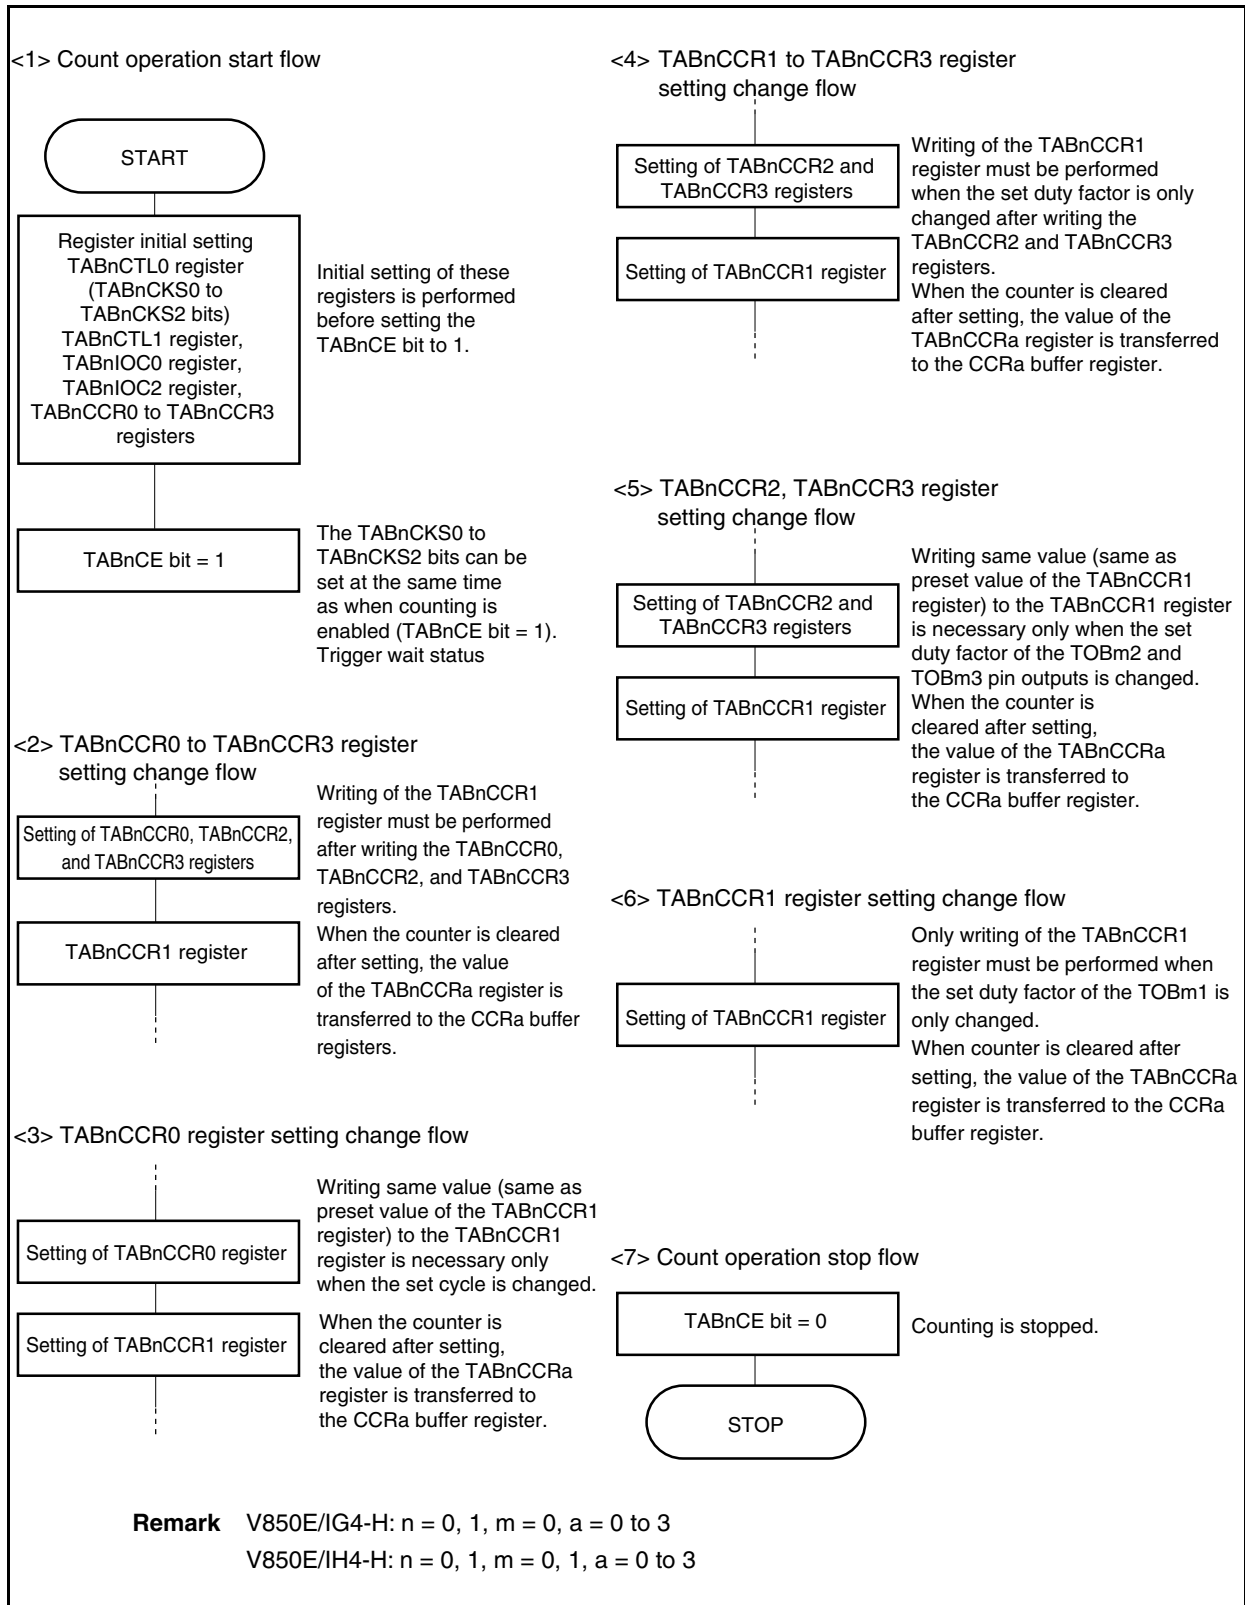 <1> Count operation start flow
START
Register initial setting
TABnCTL0 register
(TABnCKS0 to
TABnCKS2 bits)
TABnCTL1 register,
TABnIOC0 register,
TABnIOC2 register,
TABnCCR0 to TABnCCR3
registers
Initial setting of these
registers is performed
before setting the
TABnCE bit to 1.
TABnCE bit = 1
The TABnCKS0 to
TABnCKS2 bits can be
set at the same time
as when counting is
enabled (TABnCE bit = 1).
Trigger wait status
<2> TABnCCR0 to TABnCCR3 register
setting change flow
Setting of TABnCCR0, TABnCCR2,
and TABnCCR3 registers
TABnCCR1 register
Writing of the TABnCCR1
register must be performed
after writing the TABnCCR0,
TABnCCR2, and TABnCCR3
registers.
When the counter is cleared
after setting, the value
of the TABnCCRa register is
transferred to the CCRa buffer
registers.
<3> TABnCCR0 register setting change flow
Setting of TABnCCR0 register
Setting of TABnCCR1 register
Writing same value (same as
preset value of the TABnCCR1
register) to the TABnCCR1
register is necessary only
when the set cycle is changed.
When the counter is
cleared after setting,
the value of the TABnCCRa
register is transferred to
the CCRa buffer register.
<4> TABnCCR1 to TABnCCR3 register
setting change flow
Setting of TABnCCR2 and
TABnCCR3 registers
Setting of TABnCCR1 register
Writing of the TABnCCR1
register must be performed
when the set duty factor is only
changed after writing the
TABnCCR2 and TABnCCR3
registers.
When the counter is cleared
after setting, the value of the
TABnCCRa register is transferred
to the CCRa buffer register.
<5> TABnCCR2, TABnCCR3 register
setting change flow
Setting of TABnCCR2 and
TABnCCR3 registers
Setting of TABnCCR1 register
Writing same value (same as
preset value of the TABnCCR1
register) to the TABnCCR1 register
is necessary only when the set
duty factor of the TOBm2 and
TOBm3 pin outputs is changed.
When the counter is
cleared after setting,
the value of the TABnCCRa
register is transferred to
the CCRa buffer register.
<6> TABnCCR1 register setting change flow
Setting of TABnCCR1 register
Only writing of the TABnCCR1
register must be performed when
the set duty factor of the TOBm1 is
only changed.
When counter is cleared after
setting, the value of the TABnCCRa
register is transferred to the CCRa
buffer register.
<7> Count operation stop flow
TABnCE bit = 0
Counting is stopped.
STOP
Remark V850E/IG4-H: n = 0, 1, m = 0, a = 0 to 3
V850E/IH4-H: n = 0, 1, m = 0, 1, a = 0 to 3